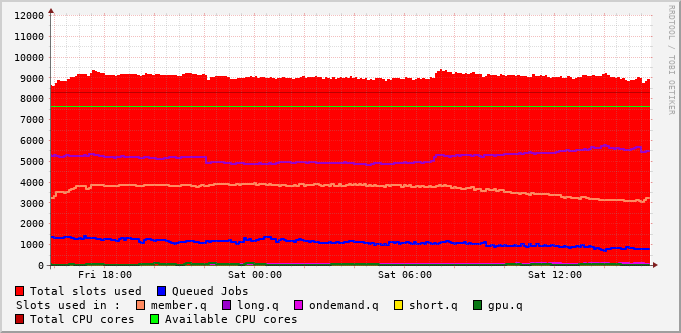 12000
11000
10000
9000
8000
7000
6000
5000
4000
3000
2000
1000
0
Fri 18:00 Sat 00:00 Sat 06:00 Sat 12:00
RRDTOOL / TOBI OETIKER
Total slots used Queued Jobs
Slots used in : member.q long.q ondemand.q short.q gpu.q
Total CPU cores Available CPU cores